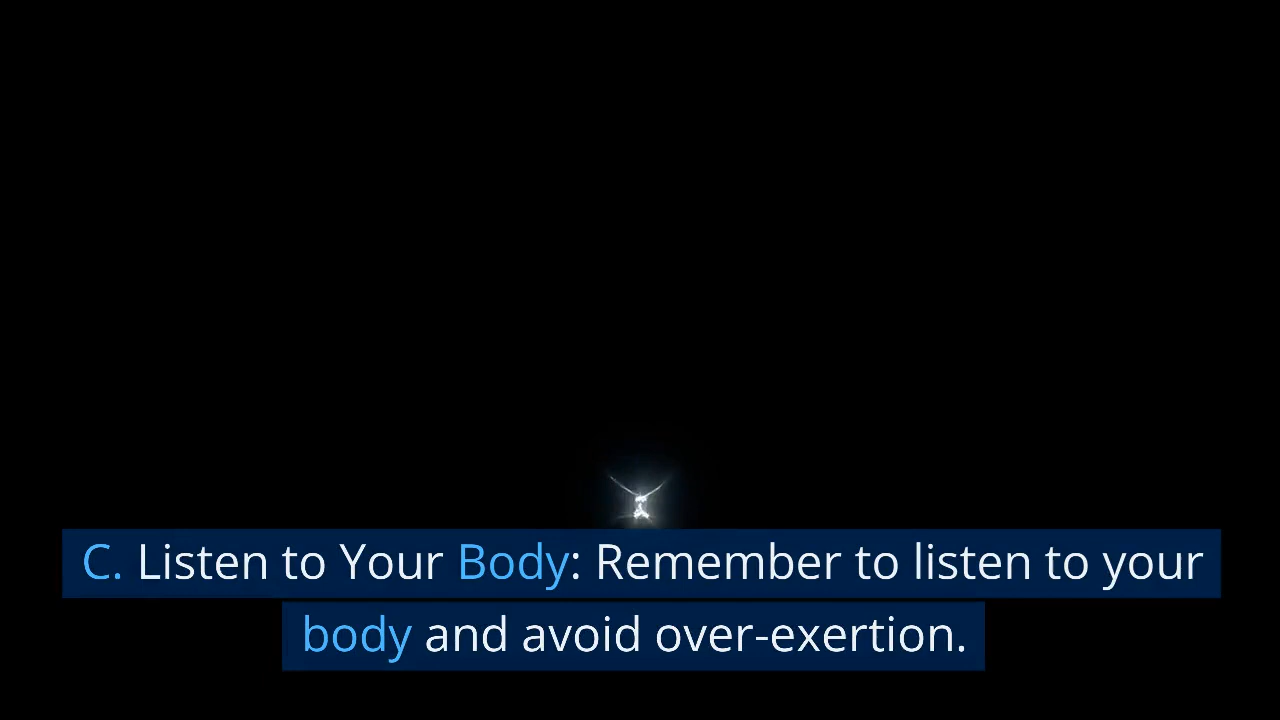 C. Listen to Your Body: Remember to listen to your
body and avoid over-exertion.